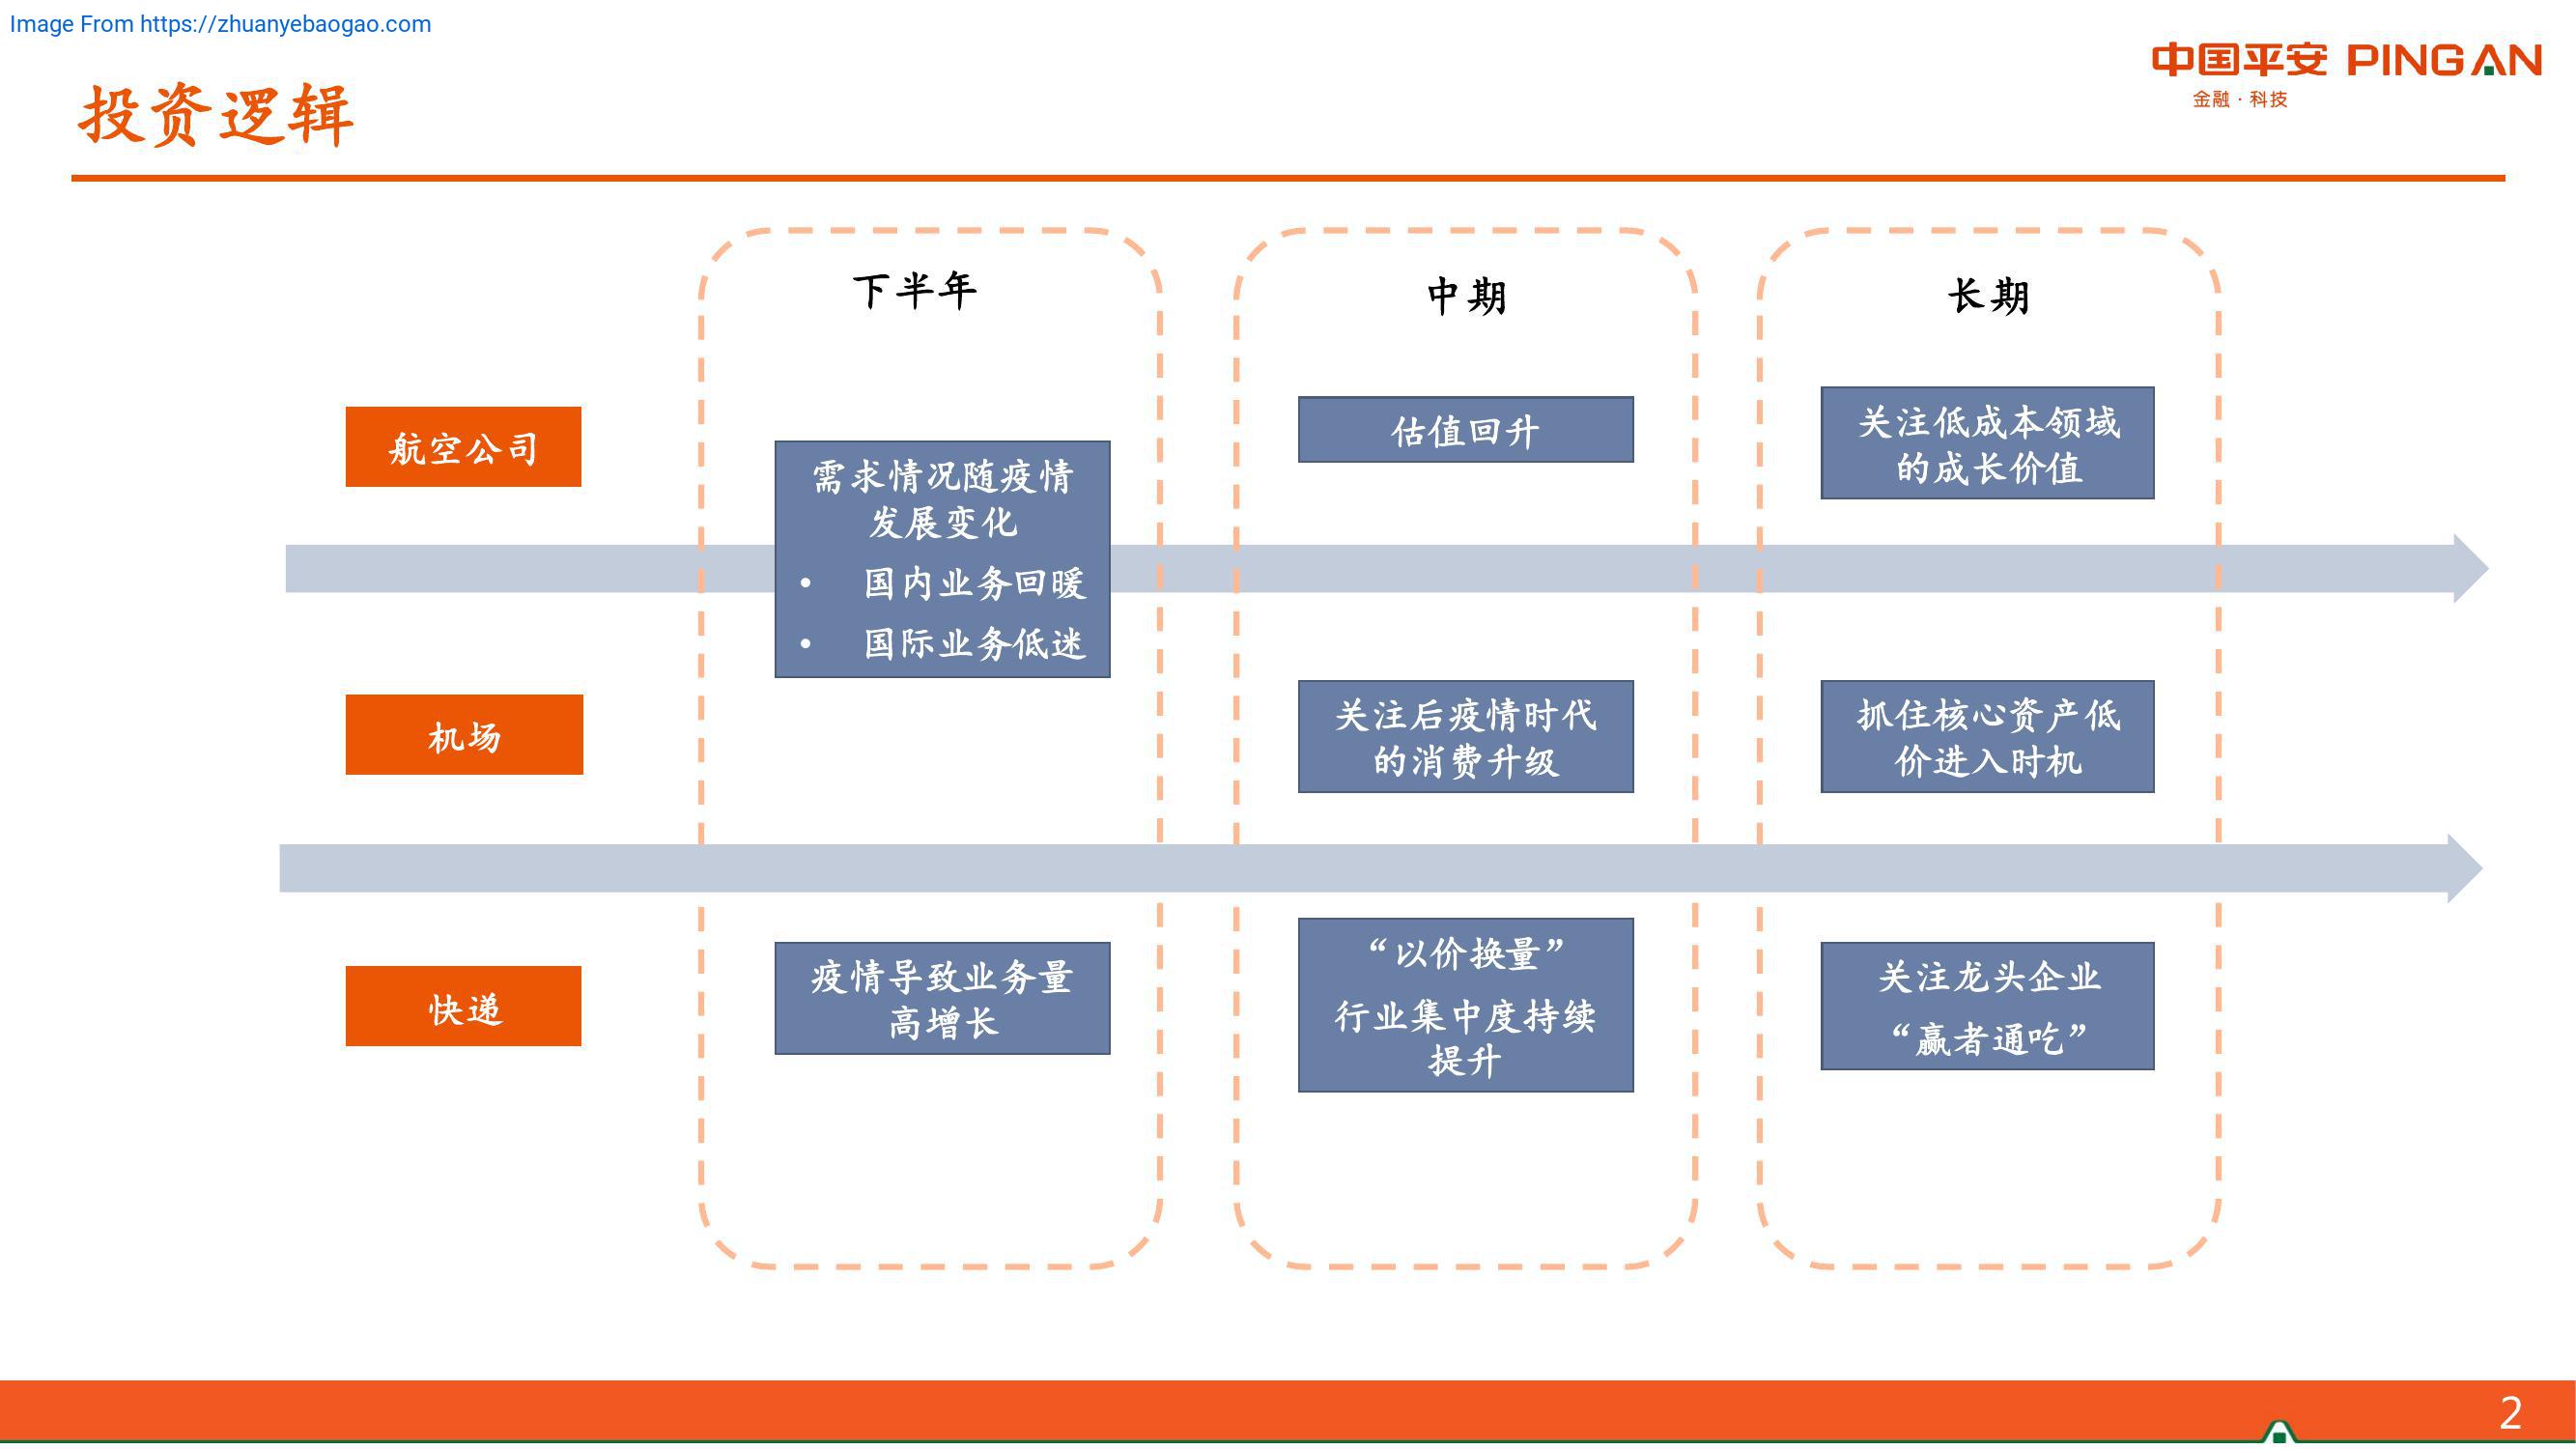 Image From https://zhuanyebaogao.com
中国平安 PING AN
金融·科技
投资逻辑
下半年
中期
长期
航空公司
需求情况随疫情
发展变化
• 国内业务回暖
• 国际业务低迷
估值回升
关注低成本领域
的成长价值
机场
关注后疫情时代
的消费升级
抓住核心资产低
价进入时机
快递
疫情导致业务量
高增长
“以价换量”
行业集中度持续
提升
关注龙头企业
“赢者通吃”
2